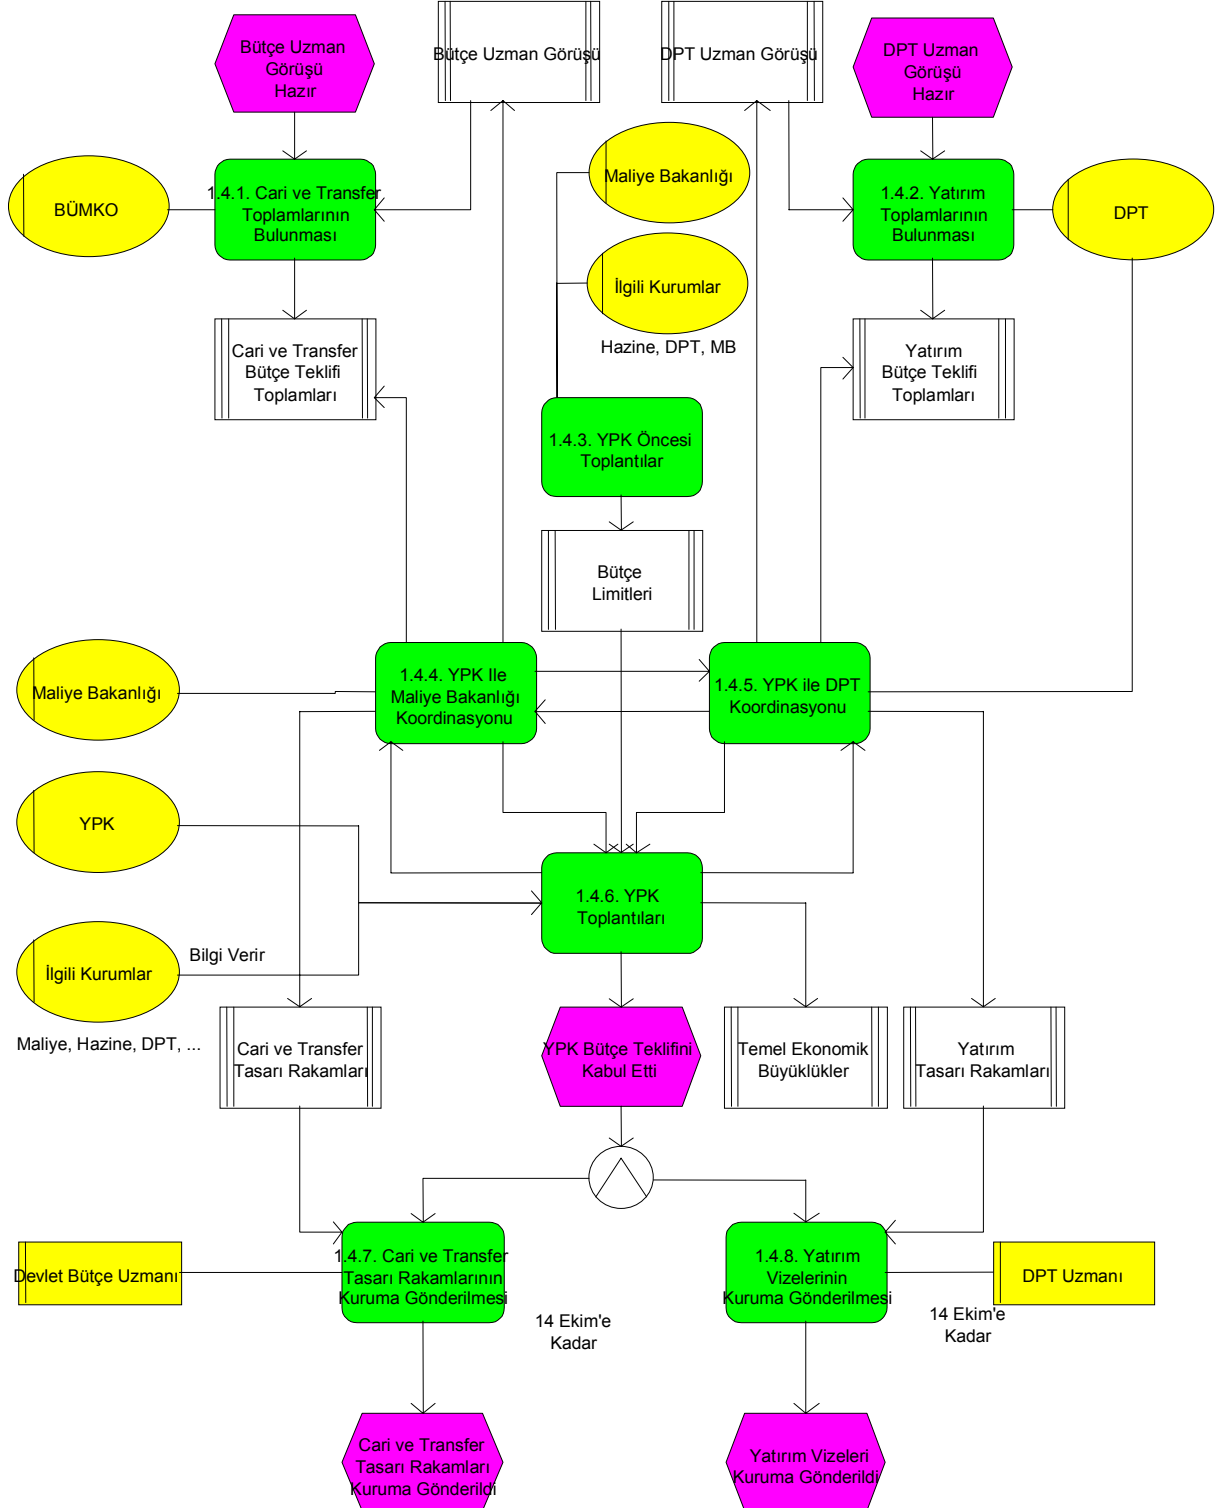 Bütçe Uzman
Görüşü
Hazır
Bütçe Uzman Görüşü
DPT Uzman Görüşü
DPT Uzman
Görüşü
Hazır
BÜMKO
1.4.1. Cari ve Transfer
Toplamlarının
Bulunması
Maliye Bakanlığı
1.4.2. Yatırım
Toplamlarının
Bulunması
DPT
İlgili Kurumlar
Hazine, DPT, MB
Cari ve Transfer
Bütçe Teklifi
Toplamları
Yatırım
Bütçe Teklifi
Toplamları
1.4.3. YPK Öncesi
Toplantılar
Bütçe
Limitleri
Maliye Bakanlığı
1.4.4. YPK Ile
Maliye Bakanlığı
Koordinasyonu
1.4.5. YPK ile DPT
Koordinasyonu
YPK
1.4.6. YPK
Toplantıları
İlgili Kurumlar
Bilgi Verir
Maliye, Hazine, DPT, ...
Cari ve Transfer
Tasarı Rakamları
YPK Bütçe Teklifini
Kabul Etti
Temel Ekonomik
Büyüklükler
Yatırım
Tasarı Rakamları
Devlet Bütçe Uzmanı
1.4.7. Cari ve Transfer
Tasarı Rakamlarının
Kuruma Gönderilmesi
14 Ekim'e
Kadar
1.4.8. Yatırım
Vizelerinin
Kuruma Gönderilmesi
DPT Uzmanı
14 Ekim'e
Kadar
Cari ve Transfer
Tasarı Rakamları
Kuruma Gönderildi
Yatırım Vizeleri
Kuruma Gönderildi